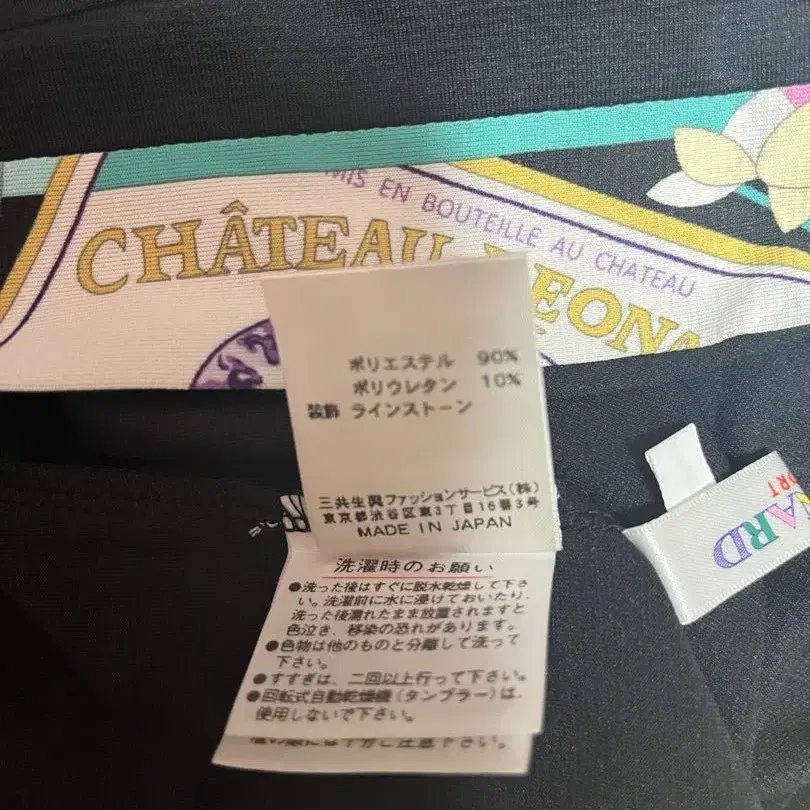 MIS EN BOUTEILLE AU CHATEAU
CHÂTEAU LEONA
ポリエステル 90%
ポリウレタン 10%
装飾 ラインストーン
三共生興ファッションサービス(株)
東京都渋谷区東3丁目16番3号
MADE IN JAPAN
ARD
ORT
洗濯時のお願い
●洗った後はすぐに脱水乾燥して下さ
い。洗濯前に水に浸けておいたり、
洗った後濡れたまま放置されますと
色泣き、移染の恐れがあります。
●色物は他のものと分離して洗って
下さい。
●すすぎは、二回以上行って下さい。
●回転式自動乾燥機(タンブラー)は、
使用しないで下さい。